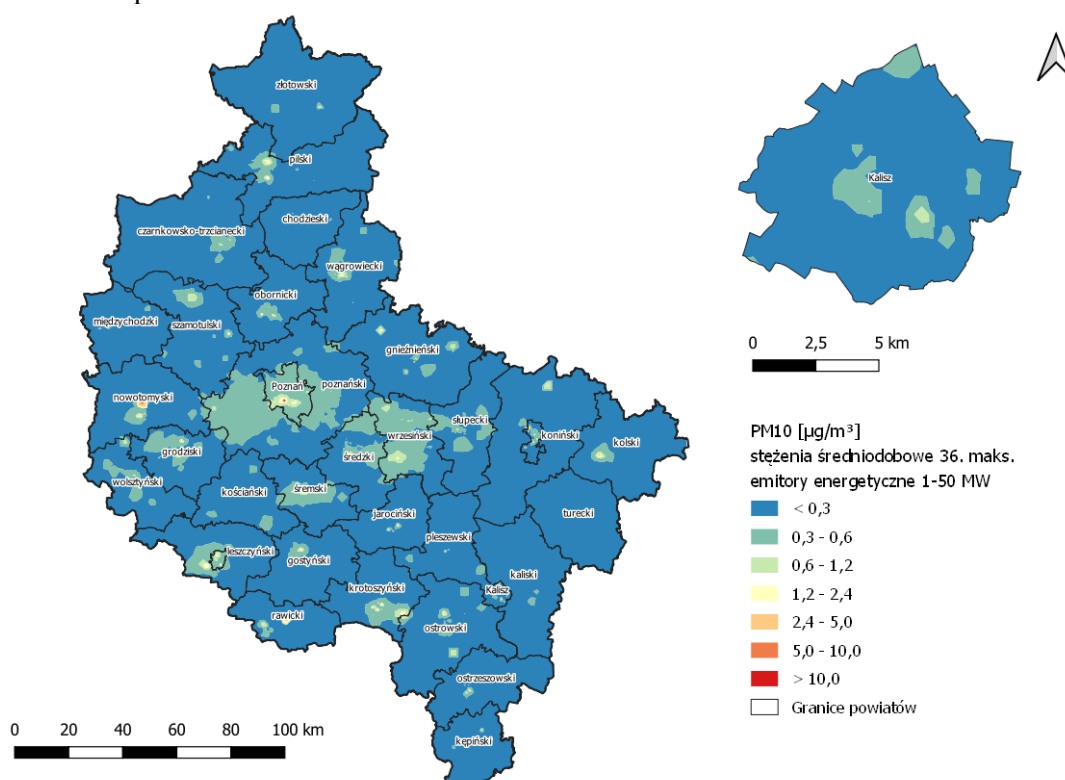 złotowski
pilski
chodzieski
czarnkowsko-trzcianecki
wągrowiecki
obornicki
międzychodzki
szamotulski
gnieźnieński
Poznań
poznański
nowotomyski
słupecki
wrzesiński
koniński
kolski
grodziski
średzki
wolsztyński
kościański
śremski
jarociński
turecki
pleszewski
leszczyński
gostyński
kaliski
krotoszyński
Kalisz
rawicki
ostrowski
ostrzeszowski
kępiński
0 20 40 60 80 100 km
Kalisz
0 2,5 5 km
PM10 [µg/m³]
stężenia średniodobowe 36. maks.
emitory energetyczne 1-50 MW
< 0,3
0,3 - 0,6
0,6 - 1,2
1,2 - 2,4
2,4 - 5,0
5,0 - 10,0
> 10,0
Granice powiatów